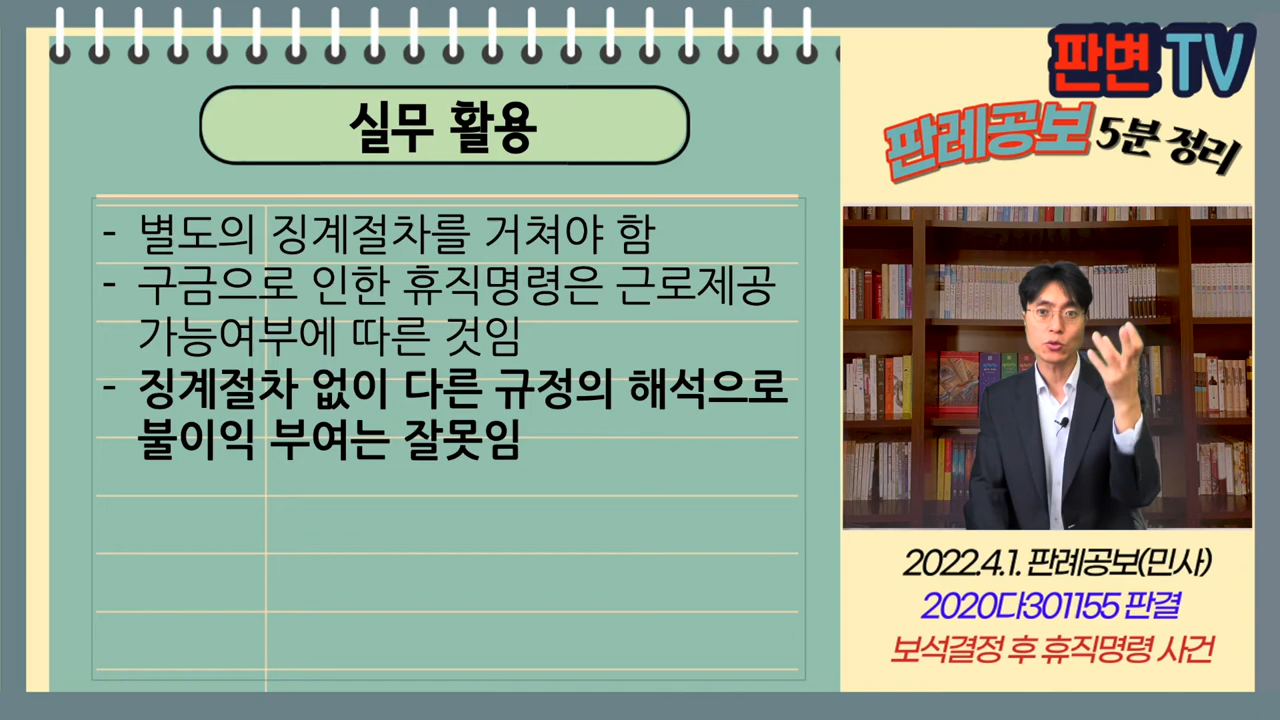 실무 활용
- 별도의 징계절차를 거쳐야 함
- 구금으로 인한 휴직명령은 근로제공
가능여부에 따른 것임
- 징계절차 없이 다른 규정의 해석으로
불이익 부여는 잘못임
판변 TV
판례공보 5분 정리
2022.4.1. 판례공보(민사)
2020다301155 판결
보석결정 후 휴직명령 사건